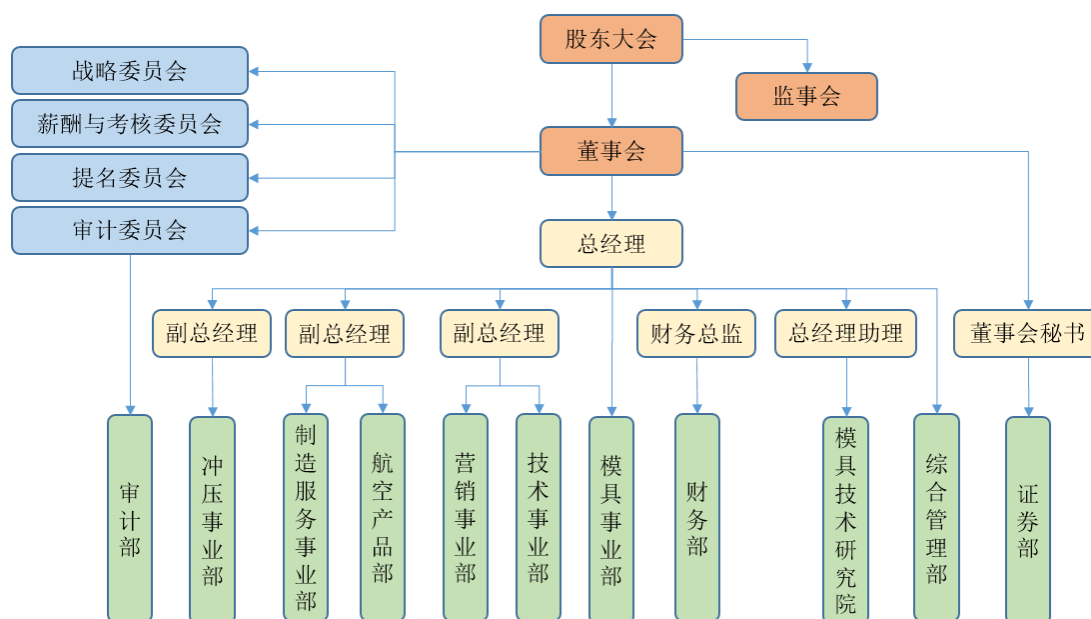 股东大会
战略委员会
监事会
薪酬与考核委员会
董事会
提名委员会
审计委员会
总经理
副总经理
副总经理
副总经理
财务总监
总经理助理
董事会秘书
审计部
冲压事业部
制造服务事业部
航空产品部
营销事业部
技术事业部
模具事业部
财务部
模具技术研究院
综合管理部
证券部